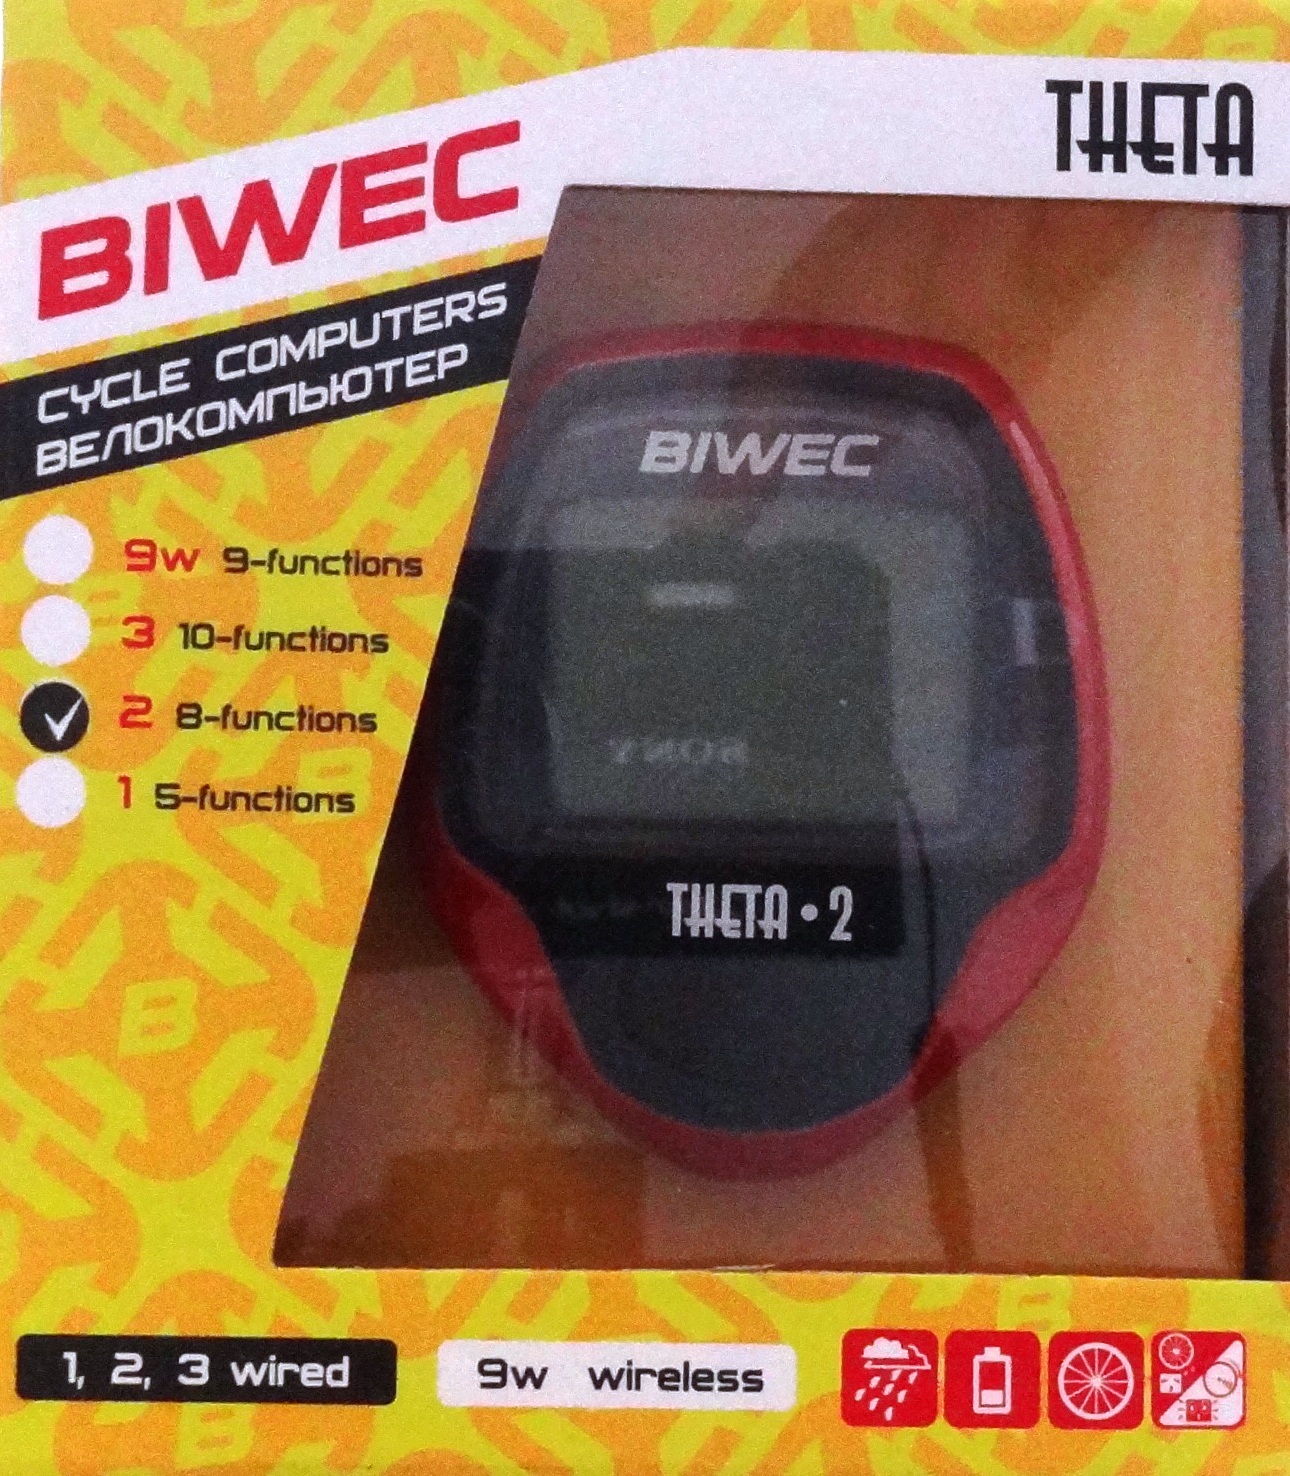 THETA
BIWEC
CYCLE COMPUTERS
ВЕЛОКОМПЬЮТЕР
BIWEC
9w 9-functions
3 10-functions
2 8-functions
1 5-functions
THETA • 2
1, 2, 3 wired
9w wireless